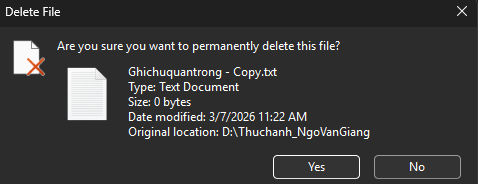 Delete File
Are you sure you want to permanently delete this file?
Ghichuquantrong - Copy.txt
Type: Text Document
Size: 0 bytes
Date modified: 3/7/2026 11:22 AM
Original location: D:\Thuchanh_NgoVanGiang
Yes
No